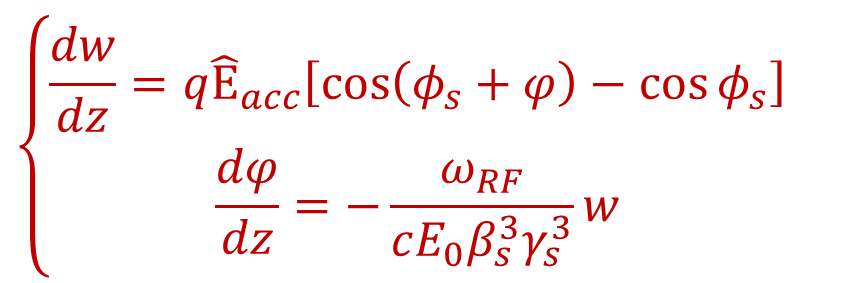 dw/dz = qÊ_acc[cos(ϕ_s + φ) − cos ϕ_s]
dφ/dz = − ω_RF/(cE_0β_s^3γ_s^3) w